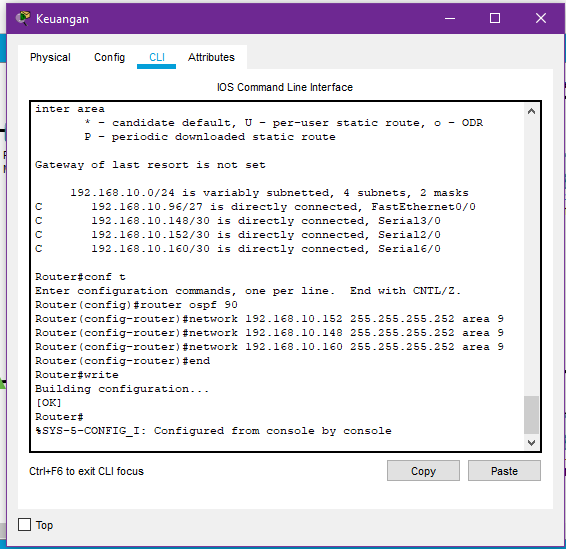 Keuangan
Physical Config CLI Attributes
IOS Command Line Interface
inter area
* - candidate default, U - per-user static route, o - ODR
P - periodic downloaded static route
Gateway of last resort is not set
192.168.10.0/24 is variably subnetted, 4 subnets, 2 masks
C 192.168.10.96/27 is directly connected, FastEthernet0/0
C 192.168.10.148/30 is directly connected, Serial3/0
C 192.168.10.152/30 is directly connected, Serial2/0
C 192.168.10.160/30 is directly connected, Serial6/0
Router#conf t
Enter configuration commands, one per line. End with CNTL/Z.
Router(config)#router ospf 90
Router(config-router)#network 192.168.10.152 255.255.255.252 area 9
Router(config-router)#network 192.168.10.148 255.255.255.252 area 9
Router(config-router)#network 192.168.10.160 255.255.255.252 area 9
Router(config-router)#end
Router#write
Building configuration...
[OK]
Router#
%SYS-5-CONFIG_I: Configured from console by console
Ctrl+F6 to exit CLI focus
Copy Paste
Top